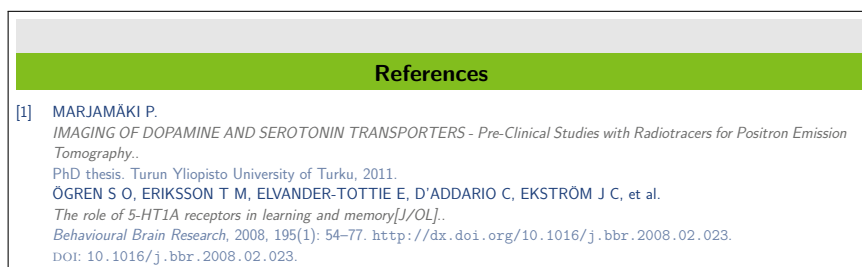 References
[1] MARJAMÄKI P.
IMAGING OF DOPAMINE AND SEROTONIN TRANSPORTERS - Pre-Clinical Studies with Radiotracers for Positron Emission
Tomography..
PhD thesis. Turun Yliopisto University of Turku, 2011.
ÖGREN S O, ERIKSSON T M, ELVANDER-TOTTIE E, D'ADDARIO C, EKSTRÖM J C, et al.
The role of 5-HT1A receptors in learning and memory[J/OL]..
Behavioural Brain Research, 2008, 195(1): 54–77. http://dx.doi.org/10.1016/j.bbr.2008.02.023.
DOI: 10.1016/j.bbr.2008.02.023.